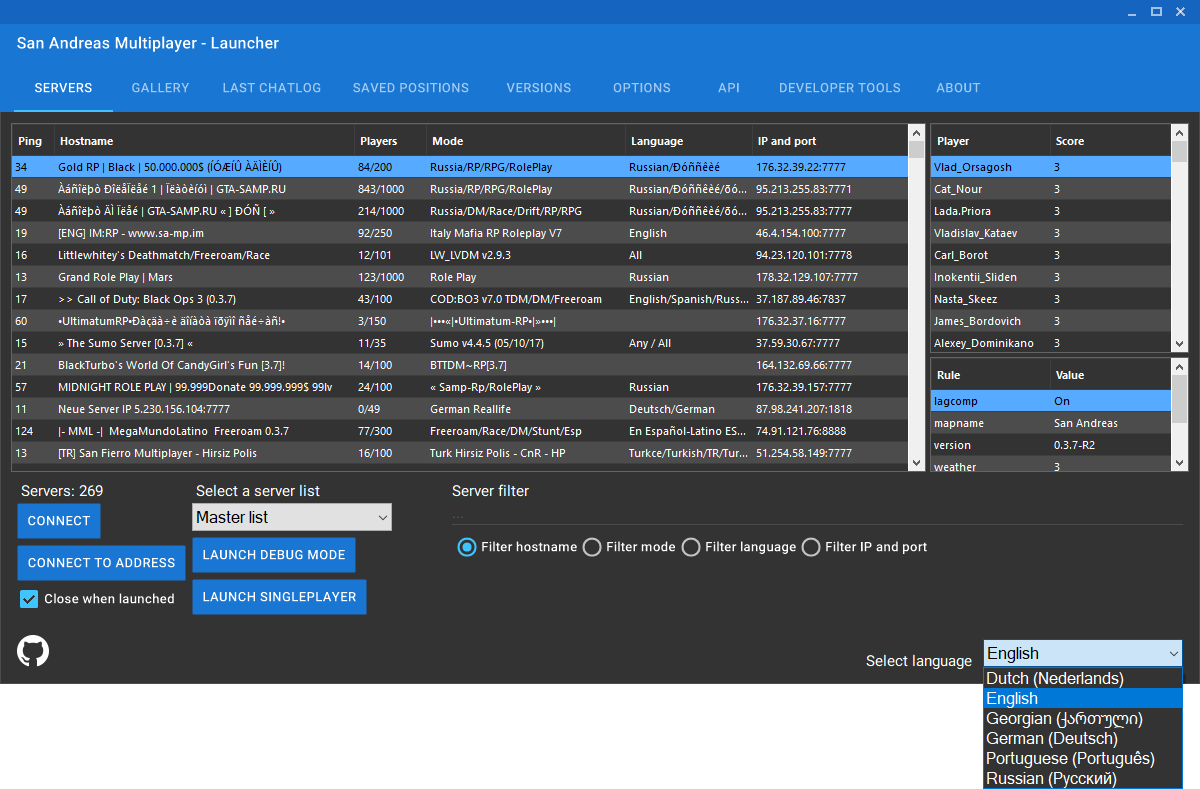 San Andreas Multiplayer - Launcher
SERVERS GALLERY LAST CHATLOG SAVED POSITIONS VERSIONS OPTIONS API DEVELOPER TOOLS ABOUT
Ping Hostname Players Mode Language IP and port
34 Gold RP | Black | 50.000.000$ (ÍÓÆÍÛ ÀÄÌÈÍÛ) 84/200 Russia/RP/RPG/RolePlay Russian/Ðóññêèé 176.32.39.22:7777
49 Àáñîëþò ÐîëåÏëåé 1 | Ïëàòèíóì | GTA-SAMP.RU 843/1000 Russia/RP/RPG/RolePlay Russian/Ðóññêèé/ðó... 95.213.255.83:7771
49 Àáñîëþò ÄÌ Ïëåé | GTA-SAMP.RU « ] ÐÓÑ [ » 214/1000 Russia/DM/Race/Drift/RP/RPG Russian/Ðóññêèé/ðó... 95.213.255.83:7777
19 [ENG] IM:RP - www.sa-mp.im 92/250 Italy Mafia RP Roleplay V7 English 46.4.154.100:7777
16 Littlewhitey's Deathmatch/Freeroam/Race 12/101 LW_LVDM v2.9.3 All 94.23.120.101:7778
13 Grand Role Play | Mars 123/1000 Role Play Russian 178.32.129.107:7777
17 >> Call of Duty: Black Ops 3 (0.3.7) 43/100 COD:BO3 v7.0 TDM/DM/Freeroam English/Spanish/Russ... 37.187.89.46:7837
60 •UltimatumRP•Ðàçäà÷è äîíàòà ïðÿìî ñåé÷àñ!• 3/150 |•••«|•Ultimatum-RP•|»•••| 176.32.37.16:7777
15 » The Sumo Server [0.3.7] « 11/35 Sumo v4.4.5 (05/10/17) Any / All 37.59.30.67:7777
21 BlackTurbo's World Of CandyGirl's Fun [3.7]! 14/100 BTTDM~RP[3.7] 164.132.69.66:7777
57 MIDNIGHT ROLE PLAY | 99.999Donate 99.999.999$ 99lv 24/100 « Samp-Rp/RolePlay » Russian 176.32.39.157:7777
11 Neue Server IP 5.230.156.104:7777 0/49 German Reallife Deutsch/German 87.98.241.207:1818
124 |- MML -| MegaMundoLatino Freeroam 0.3.7 77/300 Freeroam/Race/DM/Stunt/Esp En Español-Latino ES... 74.91.121.76:8888
13 [TR] San Fierro Multiplayer - Hirsiz Polis 16/100 Turk Hirsiz Polis - CnR - HP Turkce/Turkish/TR/Tur... 51.254.58.149:7777
Player Score
Vlad_Orsagosh 3
Cat_Nour 3
Lada.Priora 3
Vladislav_Kataev 3
Carl_Borot 3
Inokentii_Sliden 3
Nasta_Skeez 3
James_Bordovich 3
Alexey_Dominikano 3
Rule Value
lagcomp On
mapname San Andreas
version 0.3.7-R2
weather 3
Servers: 269
CONNECT
CONNECT TO ADDRESS
Close when launched
Select a server list
Master list
LAUNCH DEBUG MODE
LAUNCH SINGLEPLAYER
Server filter
...
Filter hostname Filter mode Filter language Filter IP and port
Select language English
Dutch (Nederlands)
English
Georgian (ქართული)
German (Deutsch)
Portuguese (Português)
Russian (Русский)